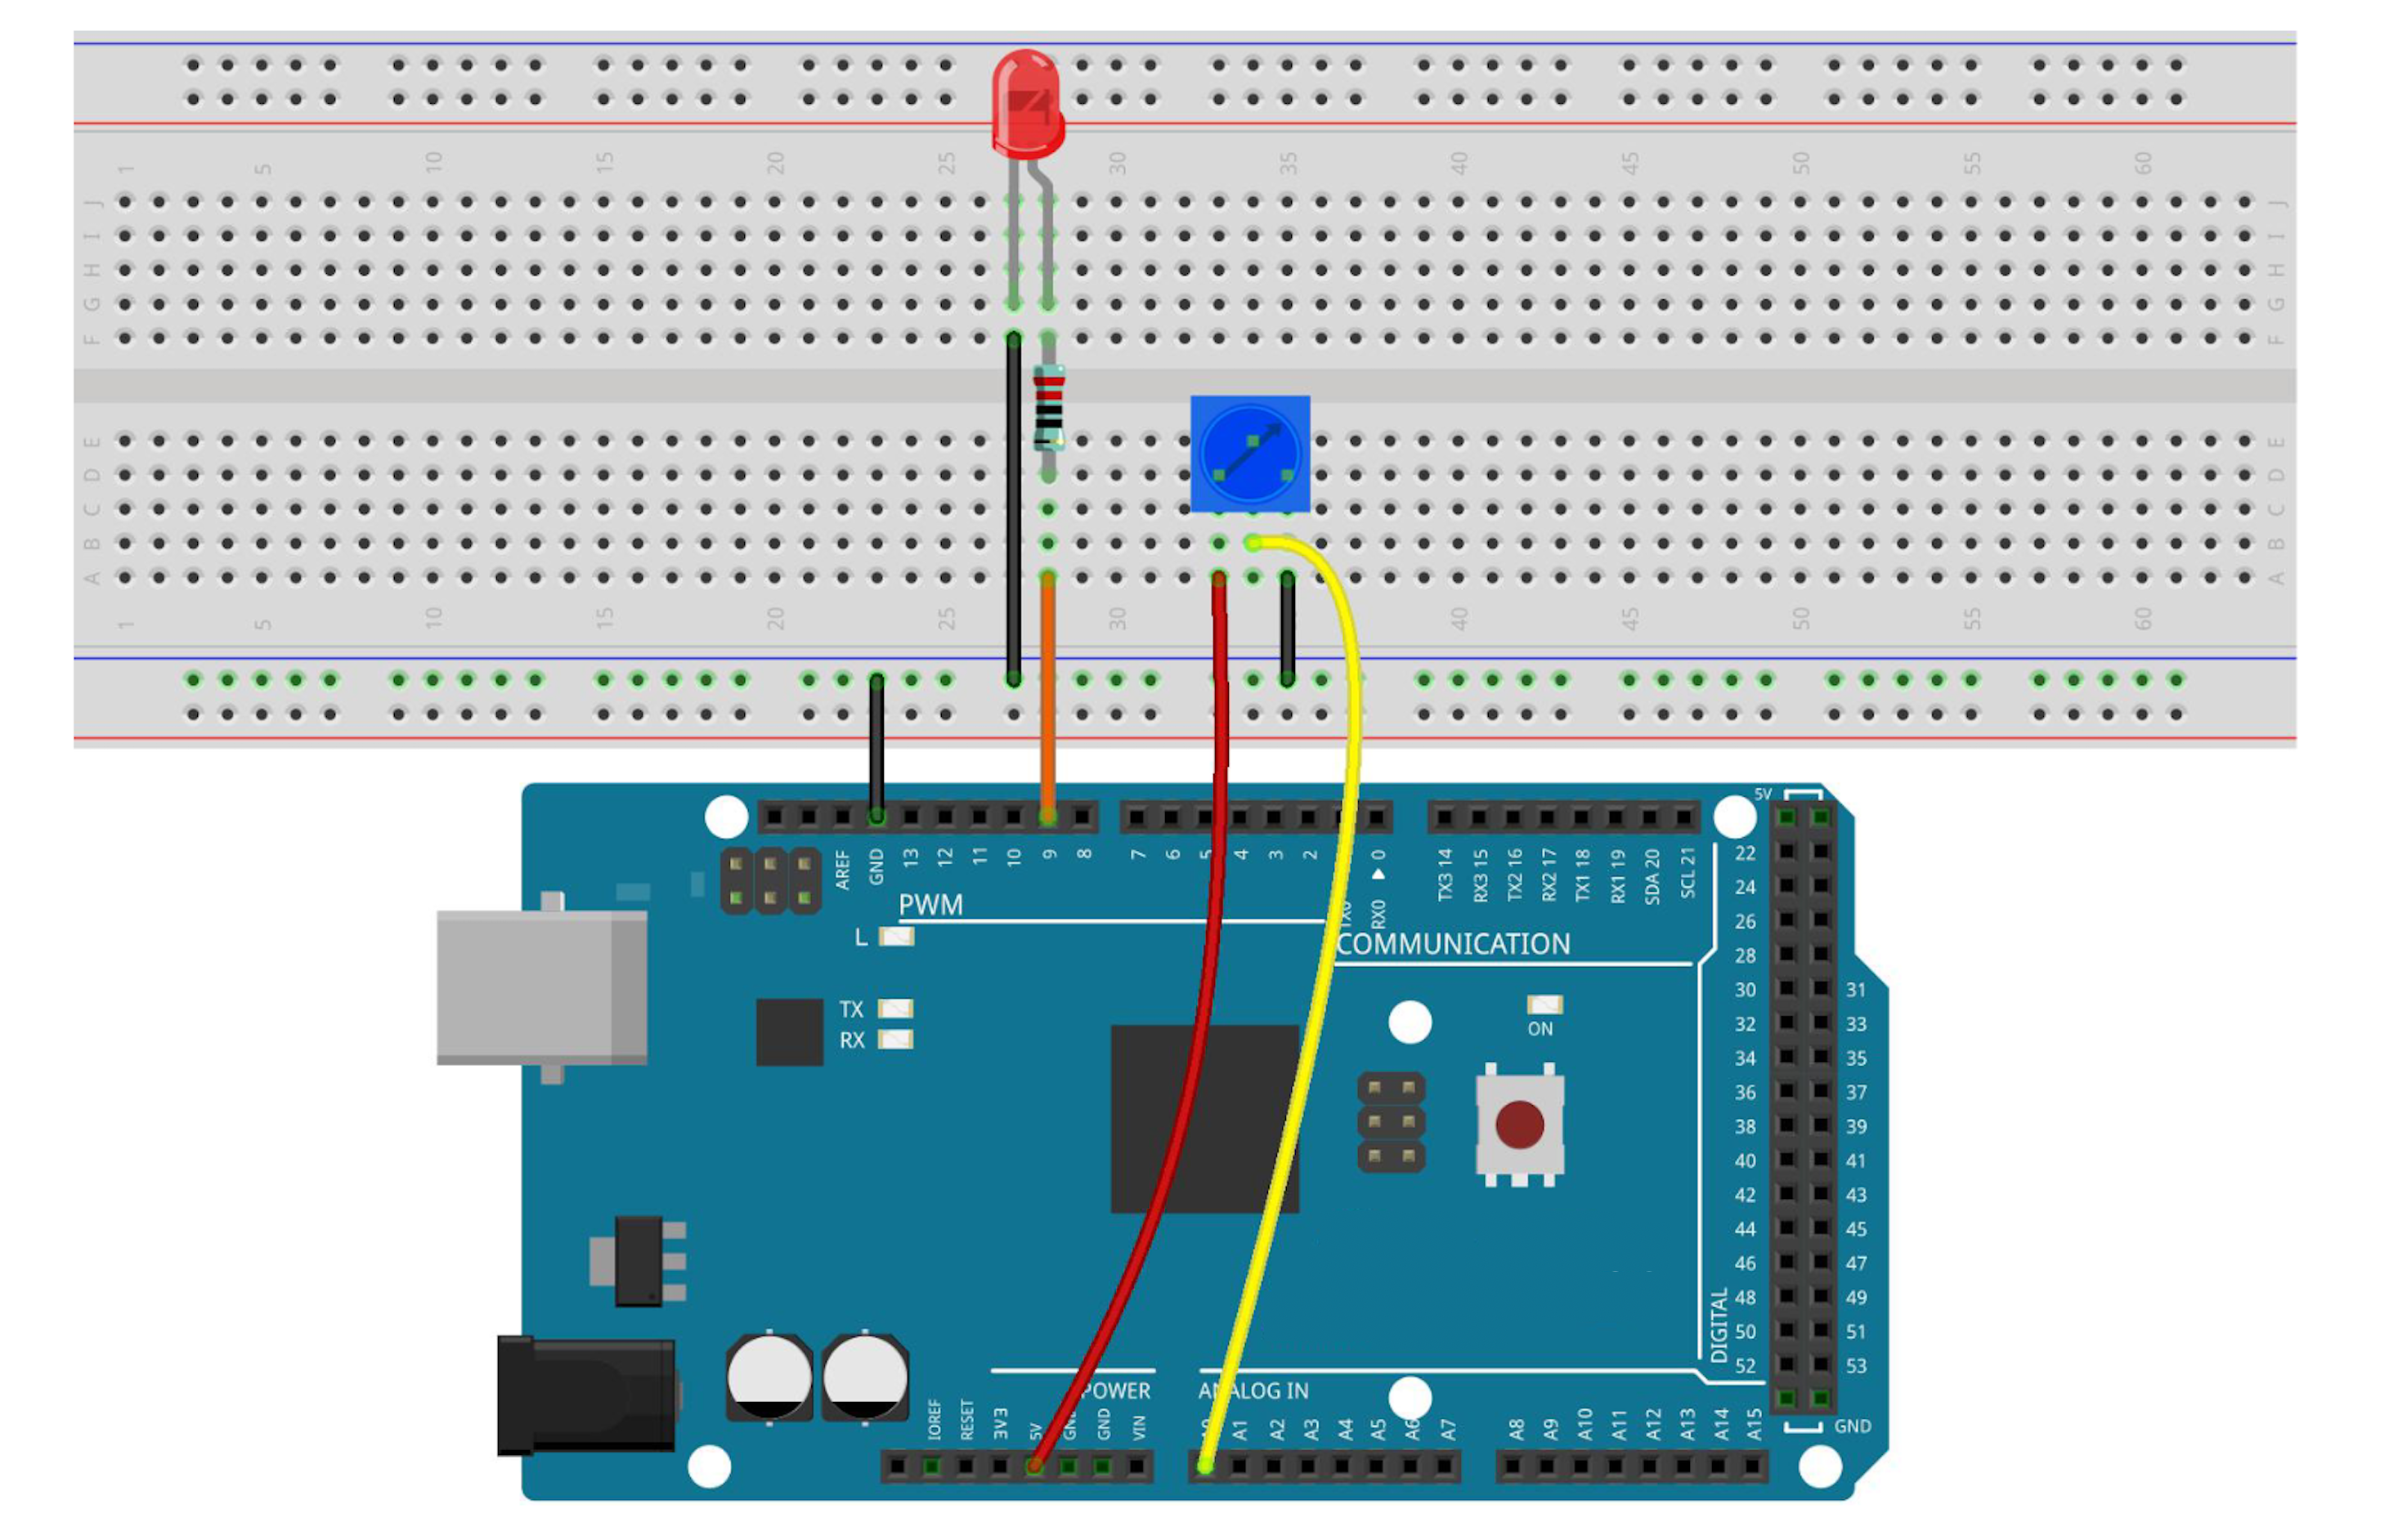 1 5 10 15 20 25 30 35 40 45 50 55 60
J J
I I
H H
G G
F F
E E
D D
C C
B B
A A
1 5 10 15 20 25 30 40 45 50 55 60
5V
AREF GND 13 12 11 10 9 8 7 6 5 4 3 2 TX0 RX0 ▶ 0 TX3 14 RX3 15 TX2 16 RX2 17 TX1 18 RX1 19 SDA 20 SCL 21
22
24
26
28
30 31
32 33
34 35
36 37
38 39
40 41
42 43
44 45
46 47
48 49
50 51
52 53
GND
PWM
L
COMMUNICATION
TX
RX
ON
DIGITAL
POWER
ANALOG IN
IOREF RESET 3V3 5V GND GND VIN A0 A1 A2 A3 A4 A5 A6 A7 A8 A9 A10 A11 A12 A13 A14 A15